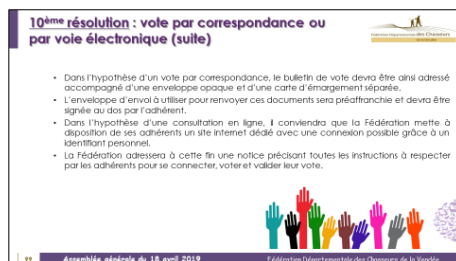 10ème résolution : vote par correspondance ou
par voie électronique (suite)
Fédération Départementale des Chasseurs
• Dans l'hypothèse d'un vote par correspondance, le bulletin de vote devra être ainsi adressé
accompagné d'une enveloppe opaque et d'une carte d'émargement séparée.
• L'enveloppe d'envoi à utiliser pour renvoyer ces documents sera préaffranchie et devra être
signée au dos par l'adhérent.
• Dans l'hypothèse d'une consultation en ligne, il conviendra que la Fédération mette à
disposition de ses adhérents un site internet dédié avec une connexion possible grâce à un
identifiant personnel.
• La Fédération adressera à cette fin une notice précisant toutes les instructions à respecter
par les adhérents pour se connecter, voter et valider leur vote.
99 Assemblée générale du 18 avril 2019 Fédération Départementale des Chasseurs de la Vendée